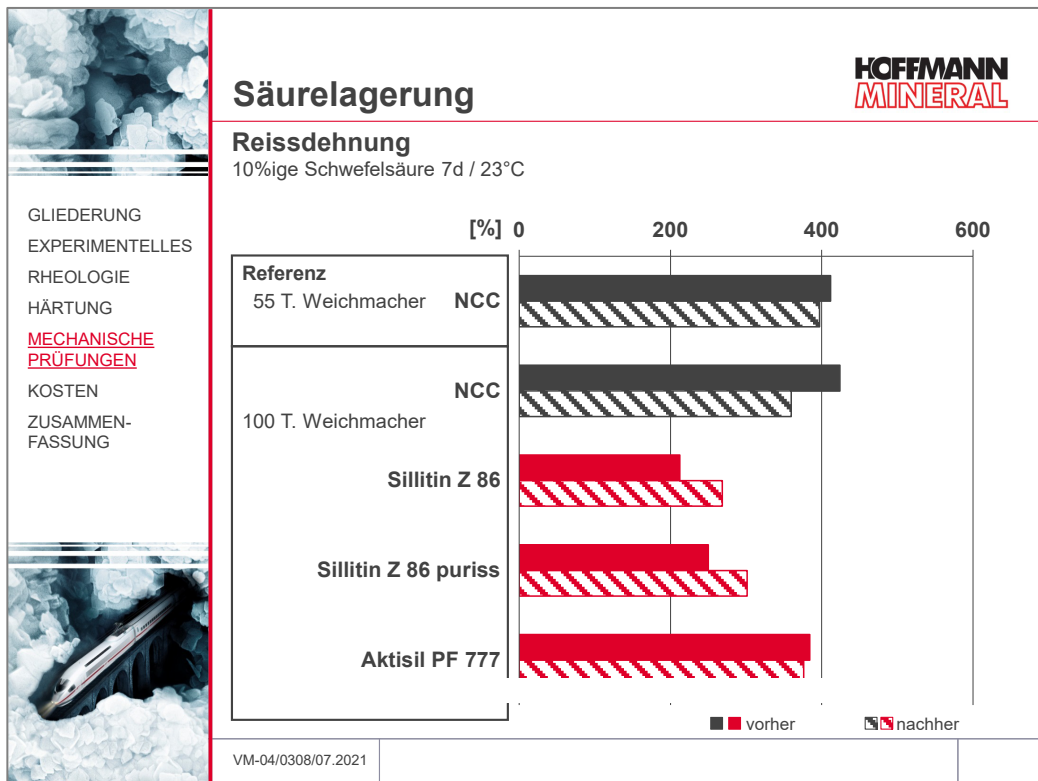 Säurelagerung
HOFFMANN
MINERAL
Reissdehnung
10%ige Schwefelsäure 7d / 23°C
GLIEDERUNG
EXPERIMENTELLES
RHEOLOGIE
HÄRTUNG
MECHANISCHE
PRÜFUNGEN
KOSTEN
ZUSAMMEN-
FASSUNG
[%] 0 200 400 600
Referenz
55 T. Weichmacher NCC
NCC
100 T. Weichmacher
Sillitin Z 86
Sillitin Z 86 puriss
Aktisil PF 777
vorher nachher
VM-04/0308/07.2021